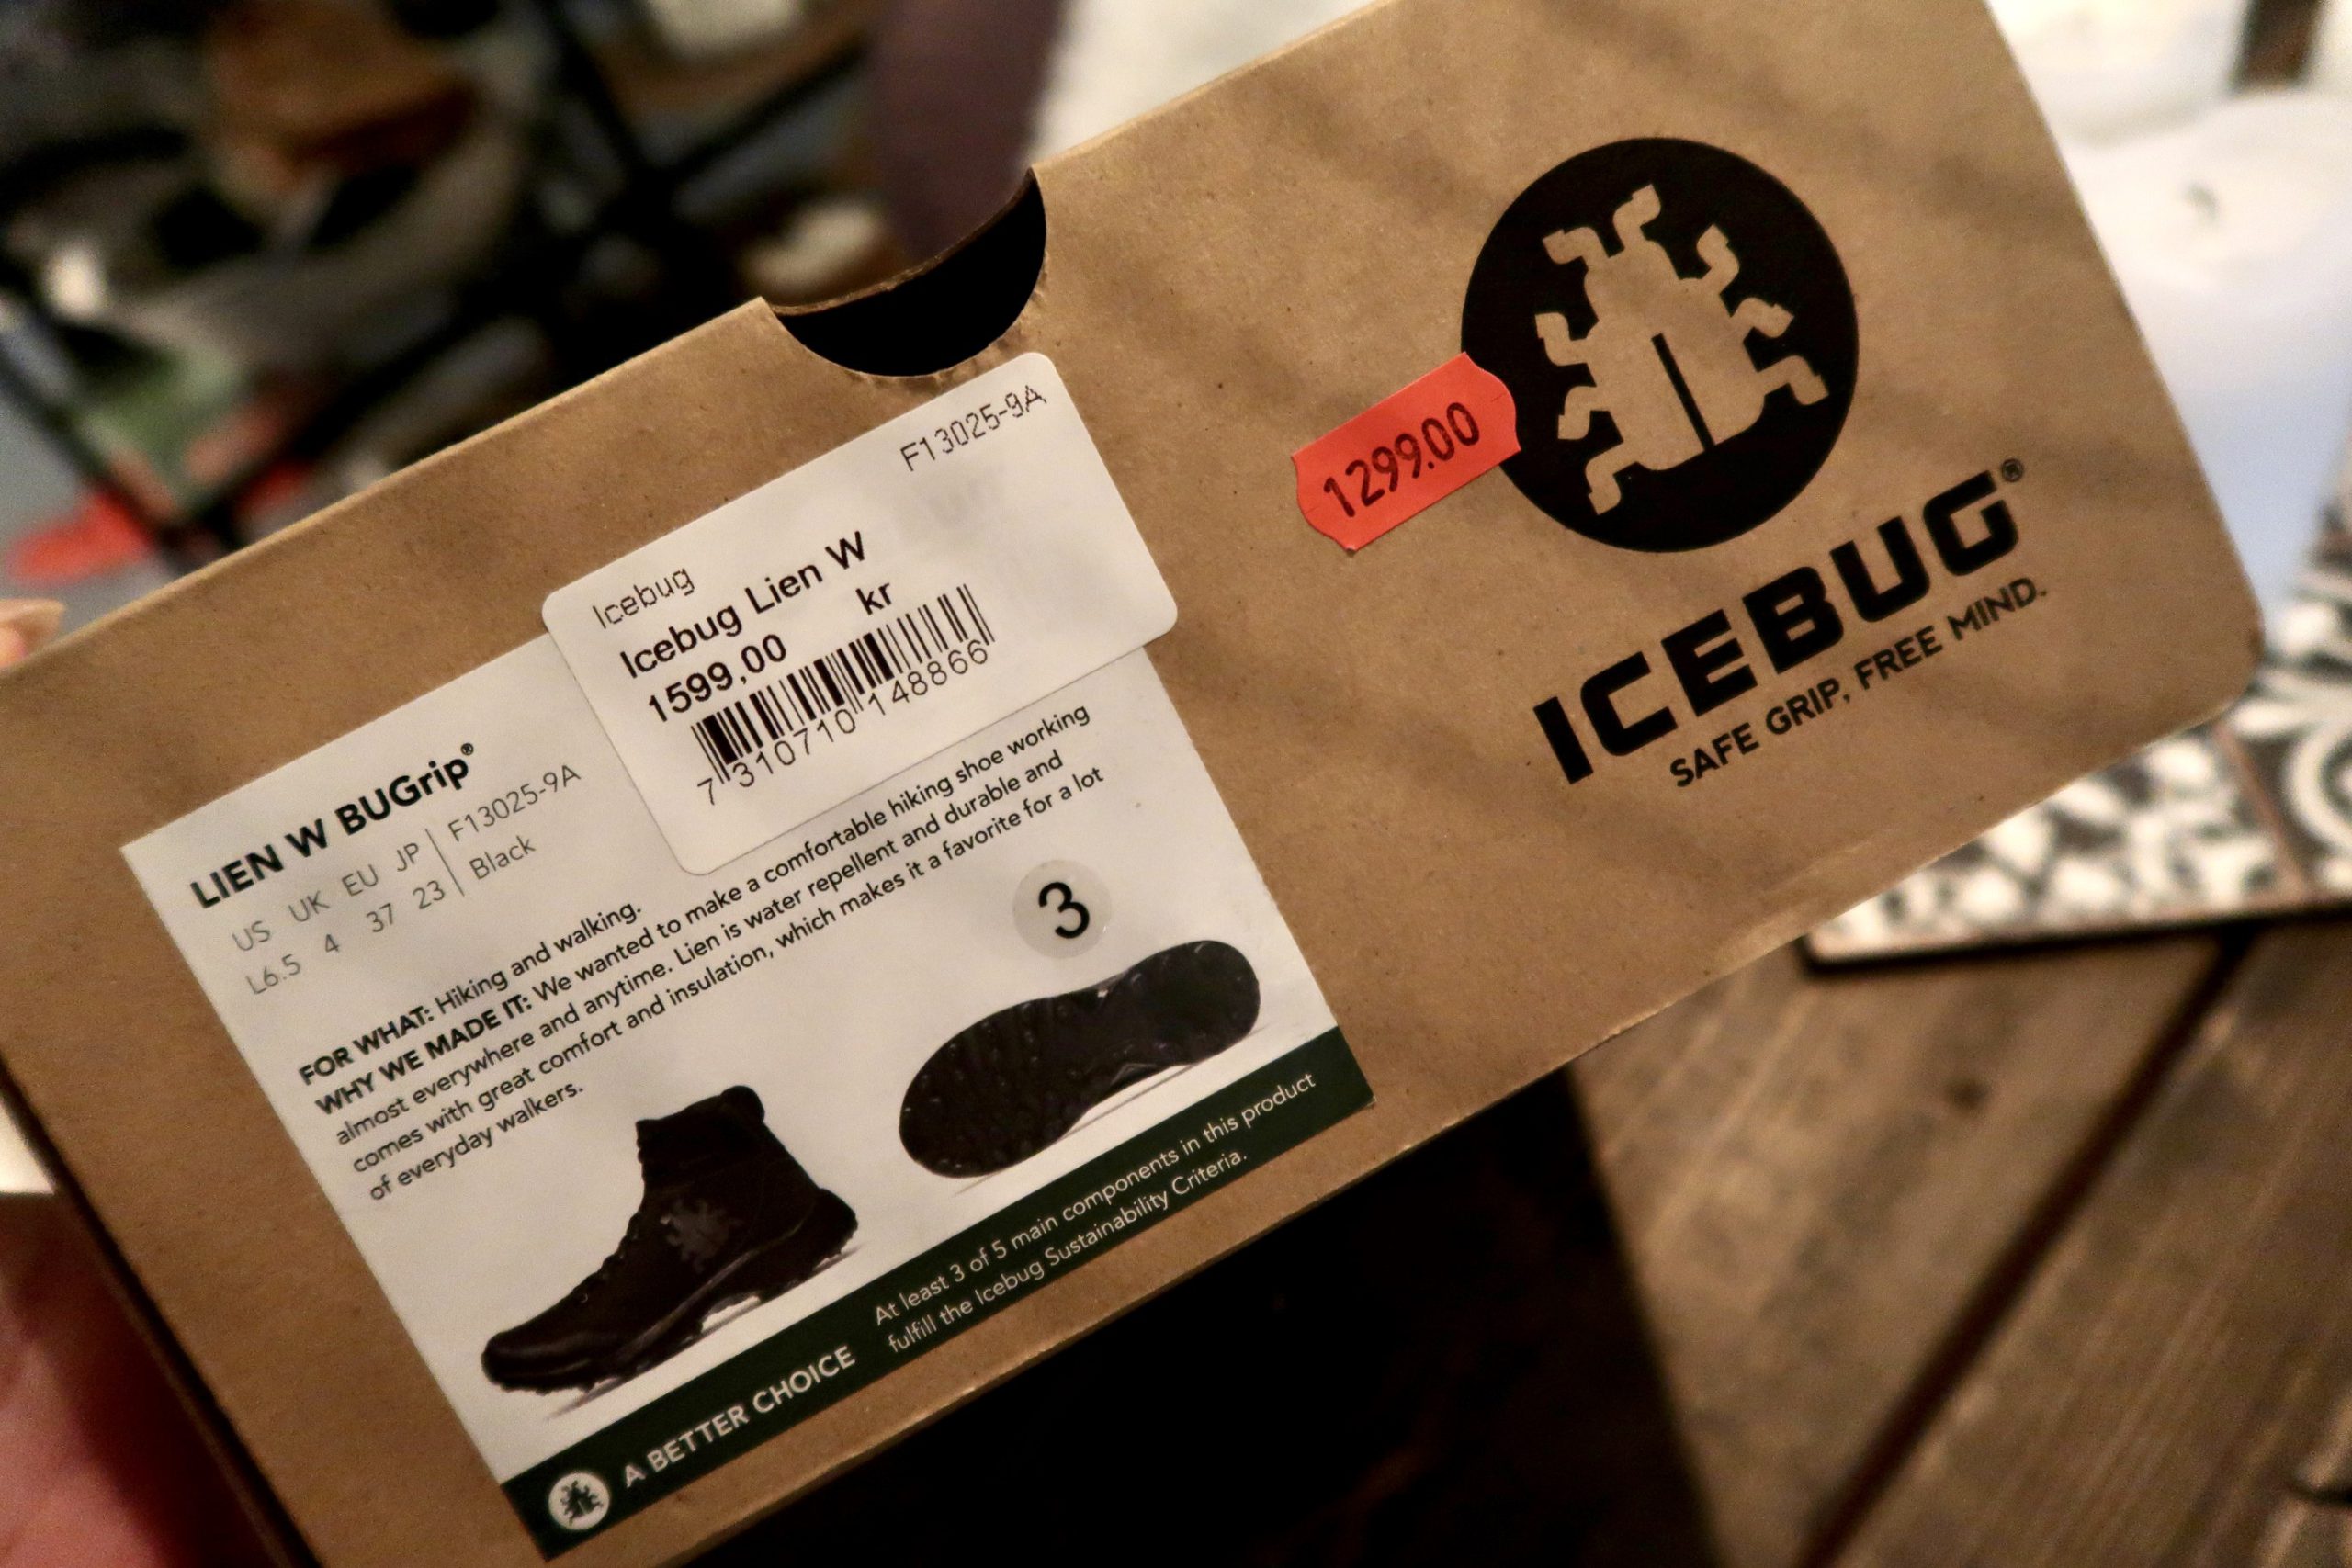 F13025-9A
Icebug
Icebug Lien W
1599,00 kr
7 310710 148866
LIEN W BUGrip®
US UK EU JP F13025-9A
L6.5 4 37 23 Black
FOR WHAT: Hiking and walking.
WHY WE MADE IT: We wanted to make a comfortable hiking shoe working
almost everywhere and anytime. Lien is water repellent and durable and
comes with great comfort and insulation, which makes it a favorite for a lot
of everyday walkers.
3
A BETTER CHOICE
At least 3 of 5 main components in this product
fulfill the Icebug Sustainability Criteria.
1299.00
ICEBUG®
SAFE GRIP, FREE MIND.